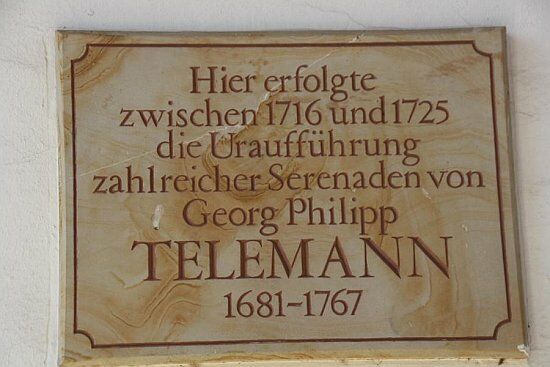 Hier erfolgte
zwischen 1716 und 1725
die Uraufführung
zahlreicher Serenaden von
Georg Philipp
TELEMANN
1681-1767